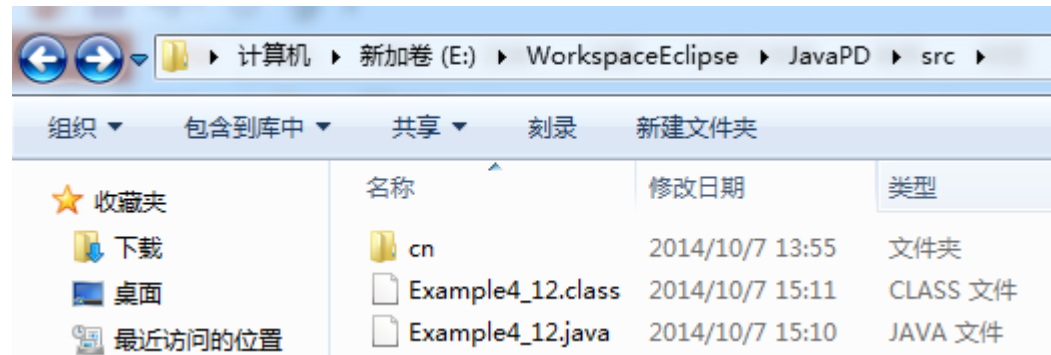 计算机 新加卷 (E:) WorkspaceEclipse JavaPD src
组织 包含到库中 共享 刻录 新建文件夹
收藏夹
下载
桌面
最近访问的位置
名称 修改日期 类型
cn 2014/10/7 13:55 文件夹
Example4_12.class 2014/10/7 15:11 CLASS 文件
Example4_12.java 2014/10/7 15:10 JAVA 文件